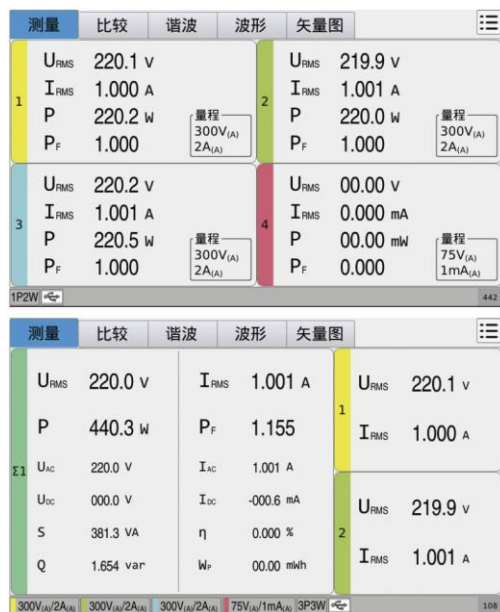 测量 比较 谐波 波形 矢量图
1
URMS 220.1 V
IRMS 1.000 A
P 220.2 W
PF 1.000
量程
300V(A)
2A(A)
2
URMS 219.9 V
IRMS 1.001 A
P 220.0 W
PF 1.000
量程
300V(A)
2A(A)
3
URMS 220.2 V
IRMS 1.001 A
P 220.5 W
PF 1.000
量程
300V(A)
2A(A)
4
URMS 00.00 V
IRMS 0.000 mA
P 00.00 mW
PF 0.000
量程
75V(A)
1mA(A)
1P2W 442
测量 比较 谐波 波形 矢量图
Σ1
URMS 220.0 V
P 440.3 W
UAC 220.0 V
UDC 000.0 V
S 381.3 VA
Q 1.654 var
IRMS 1.001 A
PF 1.155
IAC 1.001 A
IDC -000.6 mA
η 0.000 %
WP 00.00 mWh
1
URMS 220.1 V
IRMS 1.000 A
2
URMS 219.9 V
IRMS 1.001 A
300V(A)/2A(A) 300V(A)/2A(A) 300V(A)/2A(A) 75V(A)/1mA(A) 3P3W 108